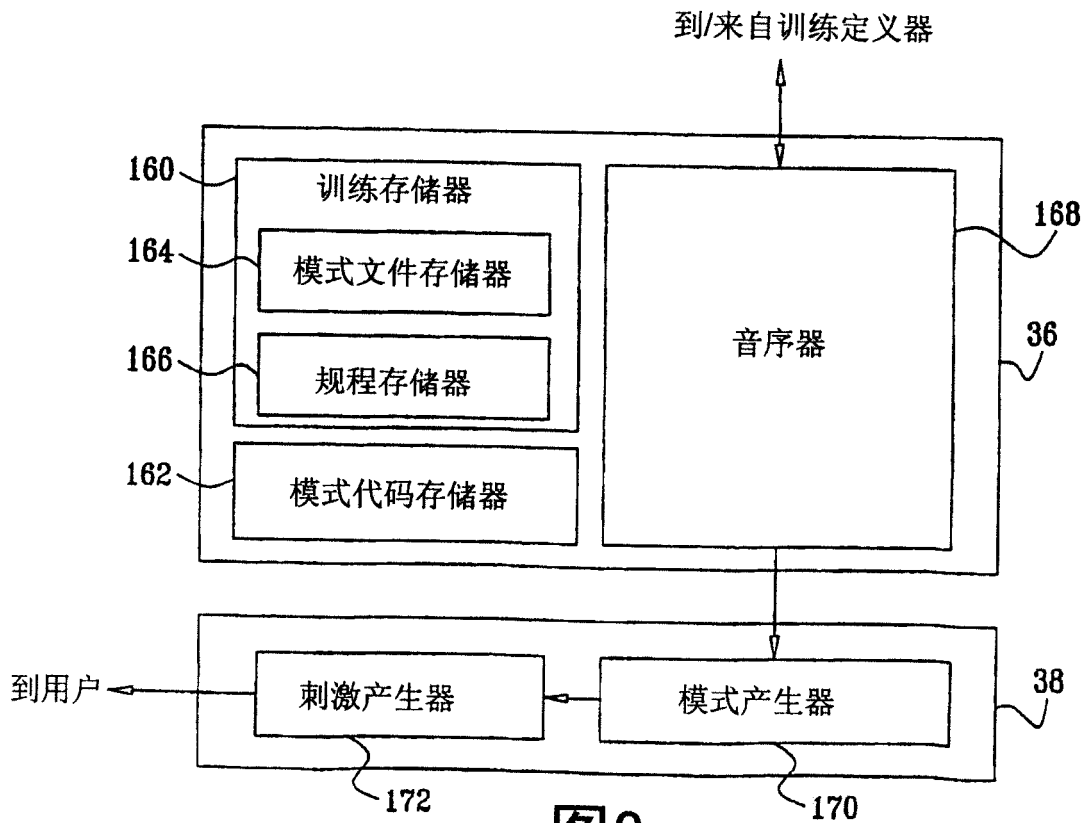 到/来自训练定义器
160
训练存储器
168
164
模式文件存储器
音序器
36
166
规程存储器
162
模式代码存储器
到用户
刺激产生器
模式产生器
38
172
170